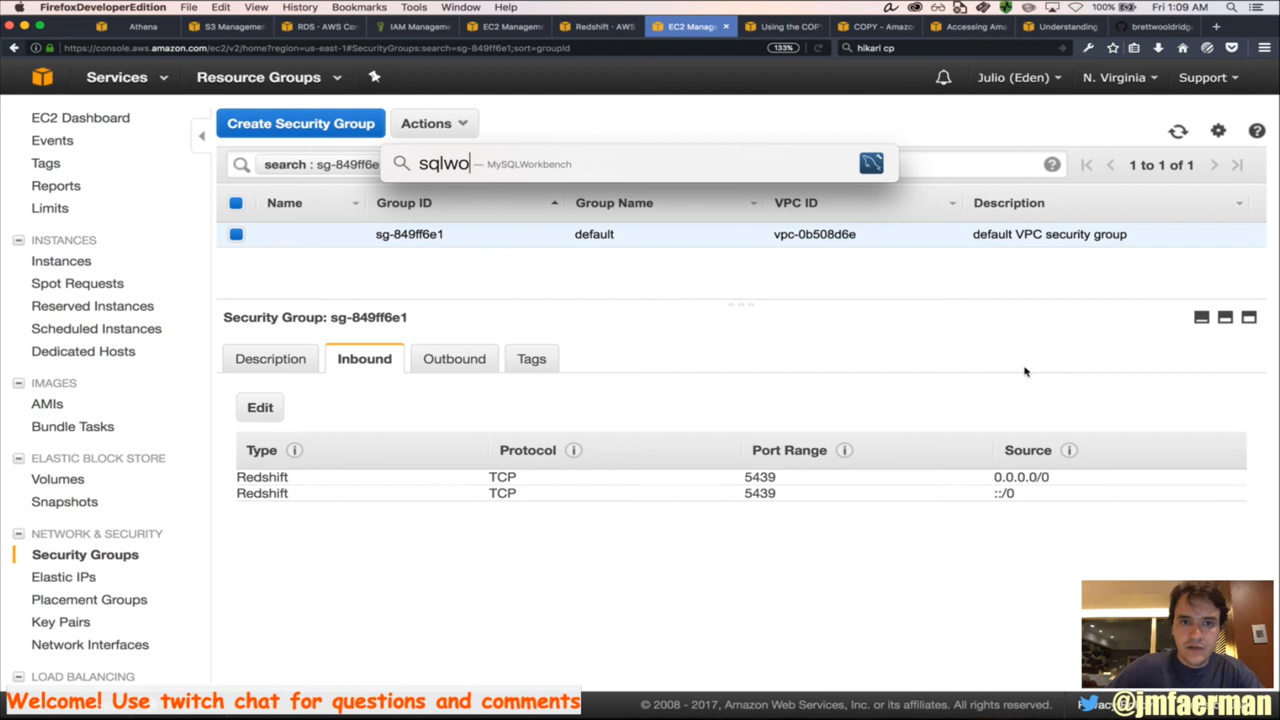 FirefoxDeveloperEdition File Edit View History Bookmarks Tools Window Help 100% Fri 1:09 AM
Athena S3 Managemen RDS - AWS Con IAM Manageme EC2 Manageme Redshift - AWS EC2 Manag Using the COP COPY - Amazo Accessing Ama Understanding brettwooldridg
https://console.aws.amazon.com/ec2/v2/home?region=us-east-1#SecurityGroups:search=sg-849ff6e1;sort=groupId 133% hikari cp
Services Resource Groups Julio (Eden) N. Virginia Support
EC2 Dashboard
Events
Tags
Reports
Limits
INSTANCES
Instances
Spot Requests
Reserved Instances
Scheduled Instances
Dedicated Hosts
IMAGES
AMIs
Bundle Tasks
ELASTIC BLOCK STORE
Volumes
Snapshots
NETWORK & SECURITY
Security Groups
Elastic IPs
Placement Groups
Key Pairs
Network Interfaces
LOAD BALANCING
Create Security Group Actions
search : sg-849ff6e 1 to 1 of 1
sqlwo — MySQLWorkbench
Name Group ID Group Name VPC ID Description
sg-849ff6e1 default vpc-0b508d6e default VPC security group
Security Group: sg-849ff6e1
Description Inbound Outbound Tags
Edit
Type Protocol Port Range Source
Redshift TCP 5439 0.0.0.0/0
Redshift TCP 5439 ::/0
Welcome! Use twitch chat for questions and comments
© 2008 - 2017, Amazon Web Services, Inc. or its affiliates. All rights reserved.
@jmfaerman